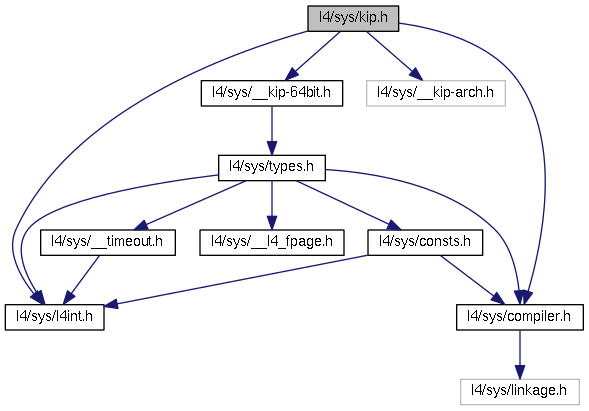 l4/sys/kip.h
l4/sys/__kip-64bit.h
l4/sys/__kip-arch.h
l4/sys/types.h
l4/sys/__timeout.h
l4/sys/__l4_fpage.h
l4/sys/consts.h
l4/sys/l4int.h
l4/sys/compiler.h
l4/sys/linkage.h